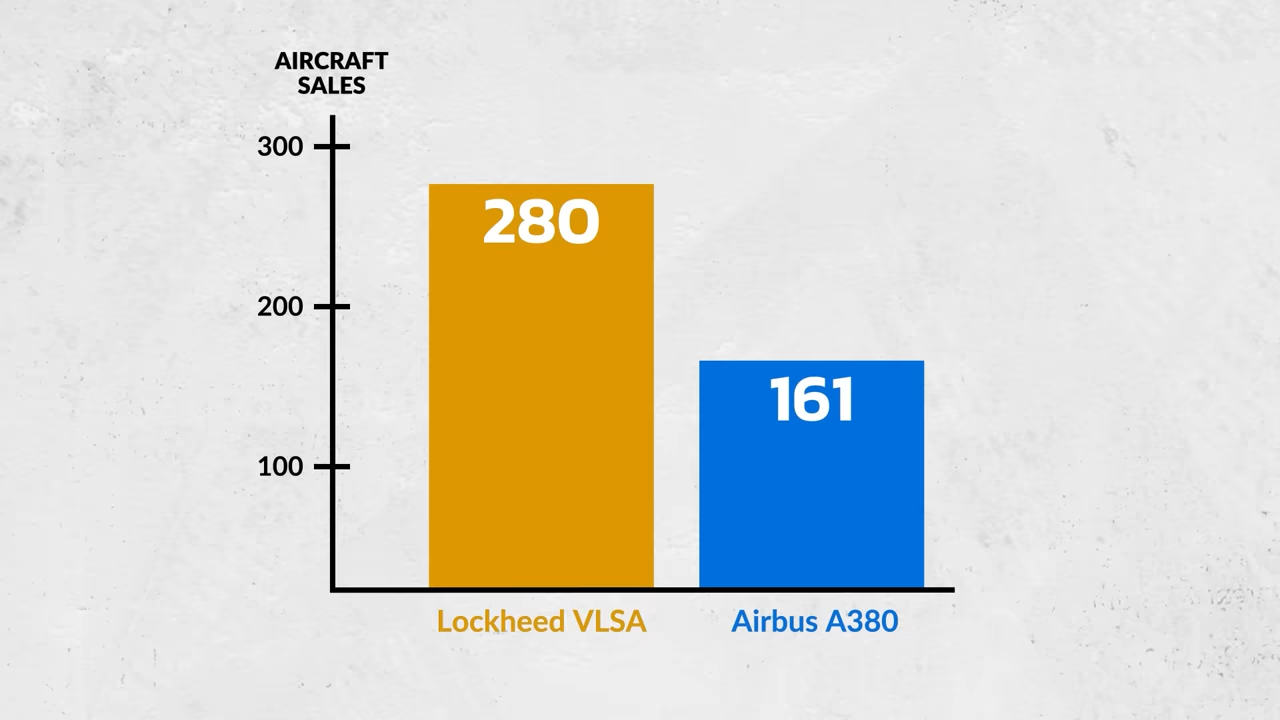 AIRCRAFT
SALES
300
280
200
161
100
Lockheed VLSA
Airbus A380